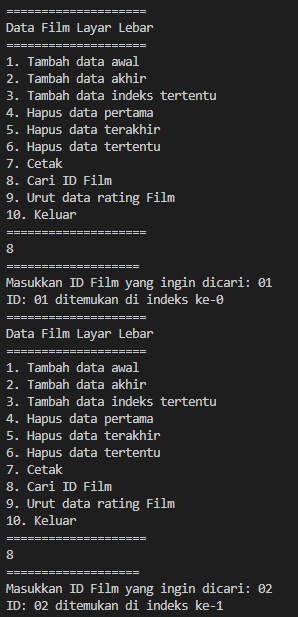 ====================
Data Film Layar Lebar
====================
1. Tambah data awal
2. Tambah data akhir
3. Tambah data indeks tertentu
4. Hapus data pertama
5. Hapus data terakhir
6. Hapus data tertentu
7. Cetak
8. Cari ID Film
9. Urut data rating Film
10. Keluar
====================
8
===================
Masukkan ID Film yang ingin dicari: 01
ID: 01 ditemukan di indeks ke-0
====================
Data Film Layar Lebar
====================
1. Tambah data awal
2. Tambah data akhir
3. Tambah data indeks tertentu
4. Hapus data pertama
5. Hapus data terakhir
6. Hapus data tertentu
7. Cetak
8. Cari ID Film
9. Urut data rating Film
10. Keluar
====================
8
===================
Masukkan ID Film yang ingin dicari: 02
ID: 02 ditemukan di indeks ke-1